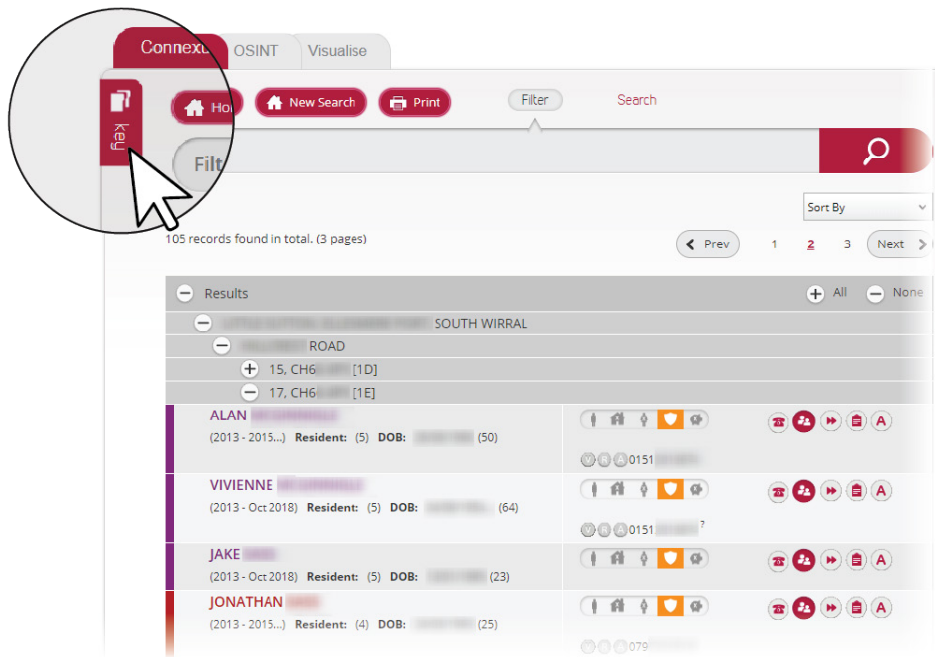 Connexu OSINT Visualise
key
Ho New Search Print Filter Search
Filt
Sort By
105 records found in total. (3 pages) Prev 1 2 3 Next
Results All None
SOUTH WIRRAL
ROAD
15, CH6 [1D]
17, CH6 [1E]
ALAN
(2013 - 2015...) Resident: (5) DOB: (50)
V R A 0151
VIVIENNE
(2013 - Oct 2018) Resident: (5) DOB: (64)
V R A 0151 ?
JAKE
(2013 - Oct 2018) Resident: (5) DOB: (23)
A
JONATHAN
(2013 - 2015...) Resident: (4) DOB: (25)
A
079